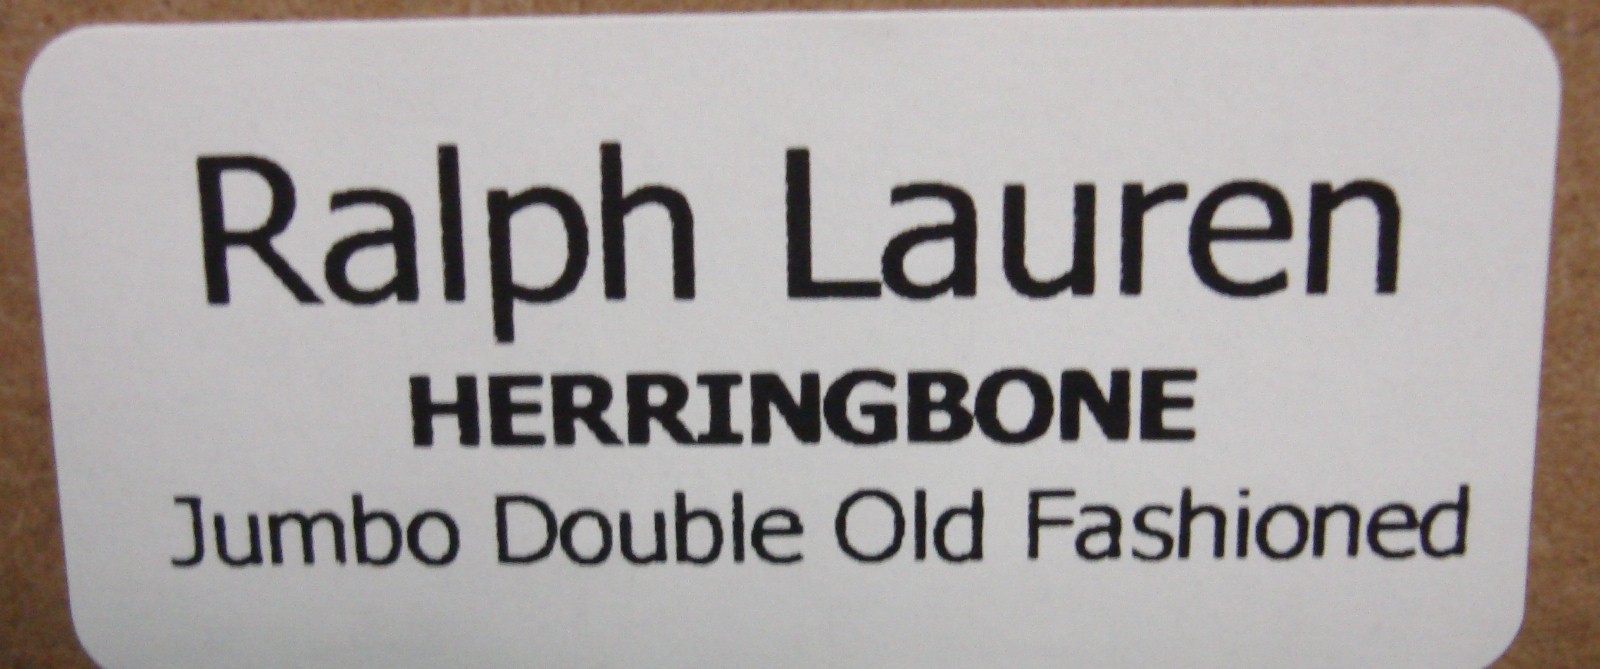 Ralph Lauren
HERRINGBONE
Jumbo Double Old Fashioned